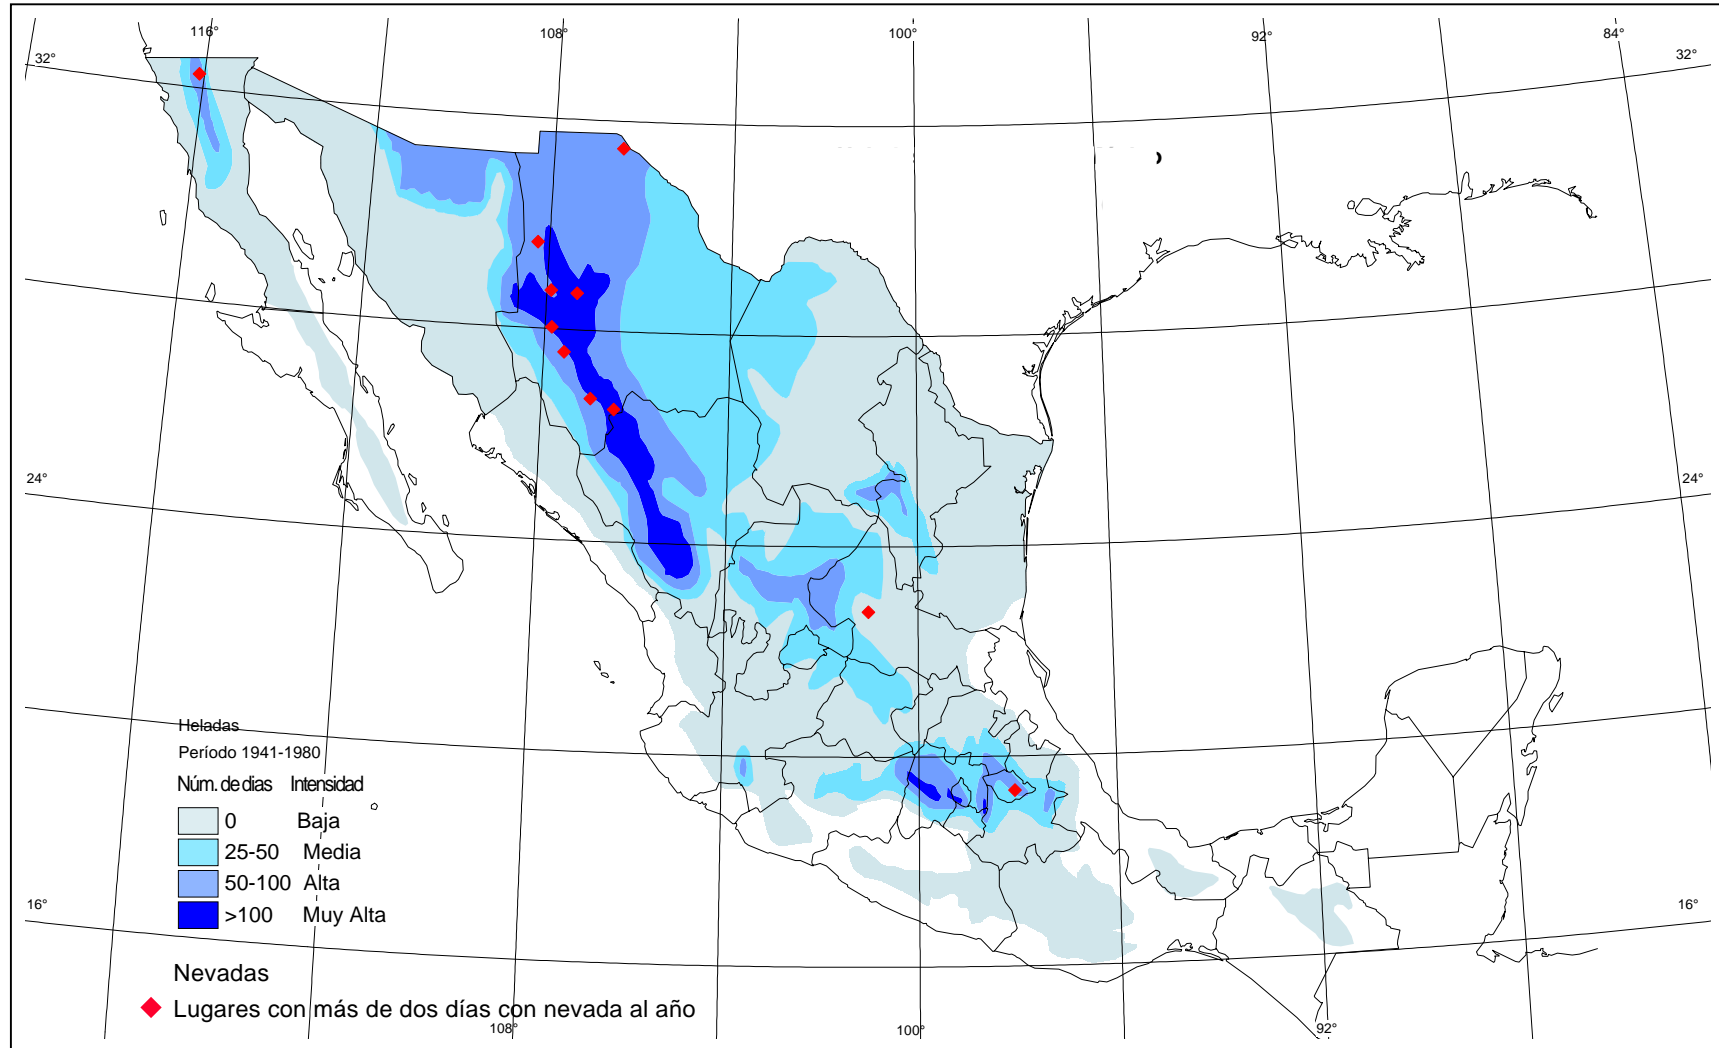 116°
108°
100°
92°
84°
32°
32°
24°
24°
Heladas
Período 1941-1980
Núm. de dias Intensidad
0 Baja
25-50 Media
50-100 Alta
>100 Muy Alta
16°
16°
Nevadas
Lugares con más de dos días con nevada al año
108°
100°
92°